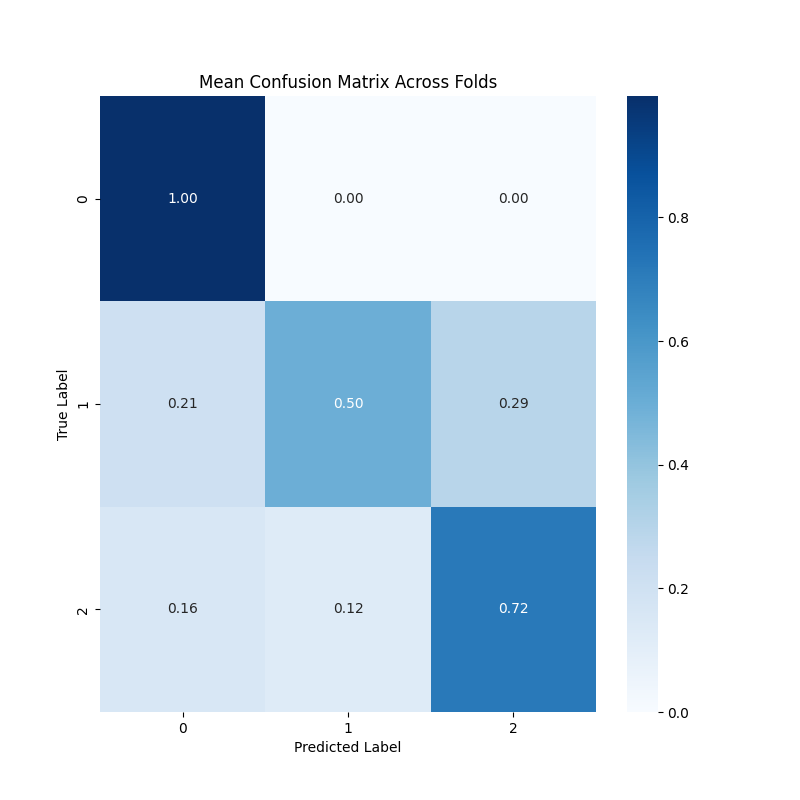 Mean Confusion Matrix Across Folds
0 1.00 0.00 0.00
1 0.21 0.50 0.29
2 0.16 0.12 0.72
0 1 2
Predicted Label
True Label
0.8
0.6
0.4
0.2
0.0